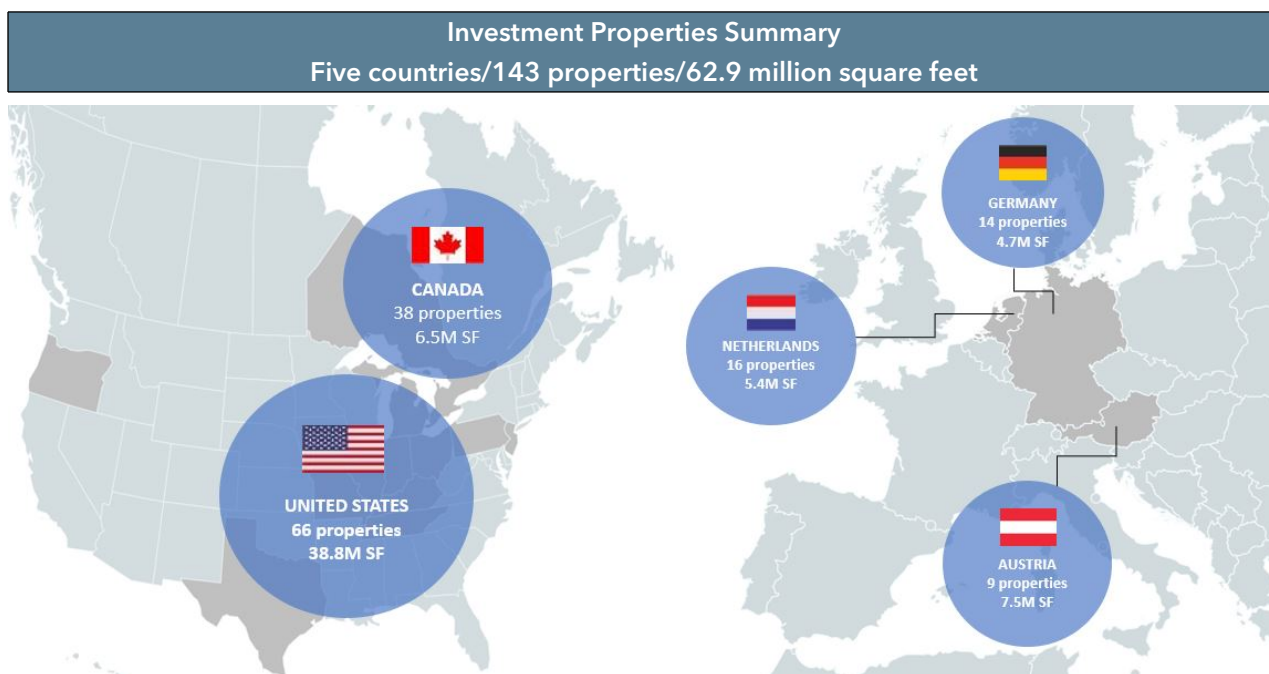 Investment Properties Summary
Five countries/143 properties/62.9 million square feet
CANADA
38 properties
6.5M SF
UNITED STATES
66 properties
38.8M SF
GERMANY
14 properties
4.7M SF
NETHERLANDS
16 properties
5.4M SF
AUSTRIA
9 properties
7.5M SF